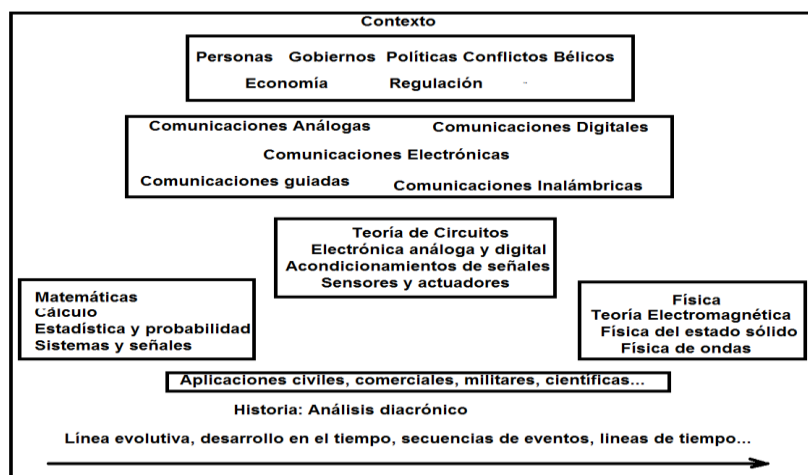 Contexto
Personas Gobiernos Políticas Conflictos Bélicos
Economía Regulación
Comunicaciones Análogas Comunicaciones Digitales
Comunicaciones Electrónicas
Comunicaciones guiadas Comunicaciones Inalámbricas
Teoría de Circuitos
Electrónica análoga y digital
Acondicionamientos de señales
Sensores y actuadores
Matemáticas
Cálculo
Estadística y probabilidad
Sistemas y señales
Física
Teoría Electromagnética
Física del estado sólido
Física de ondas
Aplicaciones civiles, comerciales, militares, científicas...
Historia: Análisis diacrónico
Línea evolutiva, desarrollo en el tiempo, secuencias de eventos, lineas de tiempo...